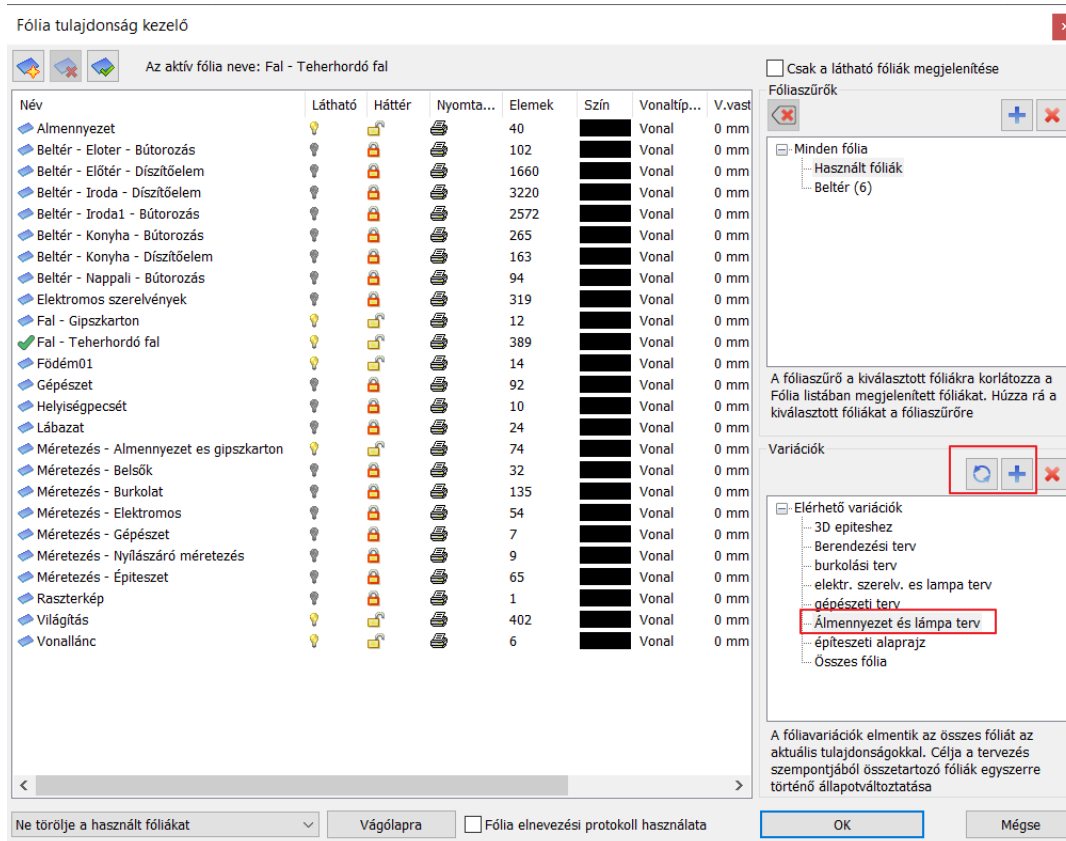 Fólia tulajdonság kezelő
Az aktív fólia neve: Fal - Teherhordó fal
Név Látható Háttér Nyomta... Elemek Szín Vonaltíp... V.vast
Almennyezet 40 Vonal 0 mm
Beltér - Eloter - Bútorozás 102 Vonal 0 mm
Beltér - Előtér - Díszítőelem 1660 Vonal 0 mm
Beltér - Iroda - Díszítőelem 3220 Vonal 0 mm
Beltér - Iroda1 - Bútorozás 2572 Vonal 0 mm
Beltér - Konyha - Bútorozás 265 Vonal 0 mm
Beltér - Konyha - Díszítőelem 163 Vonal 0 mm
Beltér - Nappali - Bútorozás 94 Vonal 0 mm
Elektromos szerelvények 319 Vonal 0 mm
Fal - Gipszkarton 12 Vonal 0 mm
Fal - Teherhordó fal 389 Vonal 0 mm
Födém01 14 Vonal 0 mm
Gépészet 92 Vonal 0 mm
Helyiségpecsét 10 Vonal 0 mm
Lábazat 24 Vonal 0 mm
Méretezés - Almennyezet es gipszkarton 74 Vonal 0 mm
Méretezés - Belsők 32 Vonal 0 mm
Méretezés - Burkolat 135 Vonal 0 mm
Méretezés - Elektromos 54 Vonal 0 mm
Méretezés - Gépészet 7 Vonal 0 mm
Méretezés - Nyílászáró méretezés 9 Vonal 0 mm
Méretezés - Épiteszet 65 Vonal 0 mm
Raszterkép 1 Vonal 0 mm
Világítás 402 Vonal 0 mm
Vonallánc 6 Vonal 0 mm
Csak a látható fóliák megjelenítése
Fóliaszűrők
Minden fólia
Használt fóliák
Beltér (6)
A fóliaszűrő a kiválasztott fóliákra korlátozza a
Fólia listában megjelenített fóliákat. Húzza rá a
kiválasztott fóliákat a fóliaszűrőre
Variációk
Elérhető variációk
3D epiteshez
Berendezési terv
burkolási terv
elektr. szerelv. es lampa terv
gépészeti terv
Álmennyezet és lámpa terv
építeszeti alaprajz
Összes fólia
A fóliavariációk elmentik az összes fóliát az
aktuális tulajdonságokkal. Célja a tervezés
szempontjából összetartozó fóliák egyszerre
történő állapotváltoztatása
Ne törölje a használt fóliákat Vágólapra Fólia elnevezési protokoll használata OK Mégse